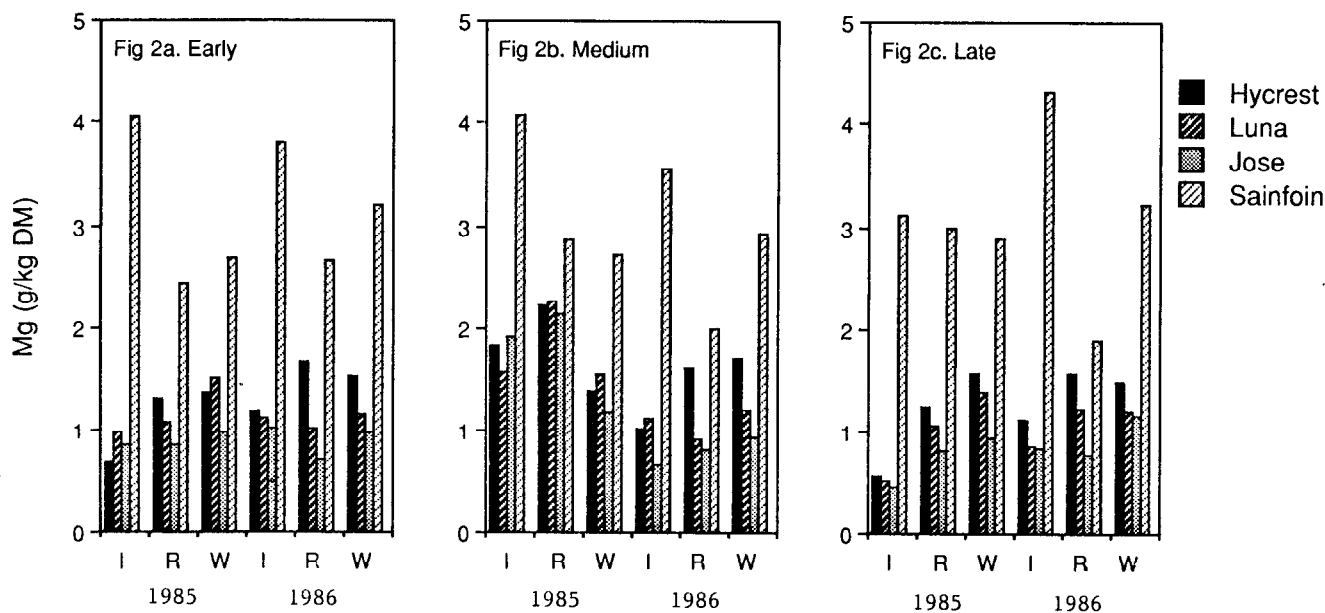 Mg (g/kg DM)
Fig 2a. Early
5
4
3
2
1
0
I R W I R W
1985 1986
Fig 2b. Medium
5
4
3
2
1
0
I R W I R W
1985 1986
Fig 2c. Late
5
4
3
2
1
0
I R W I R W
1985 1986
Hycrest
Luna
Jose
Sainfoin